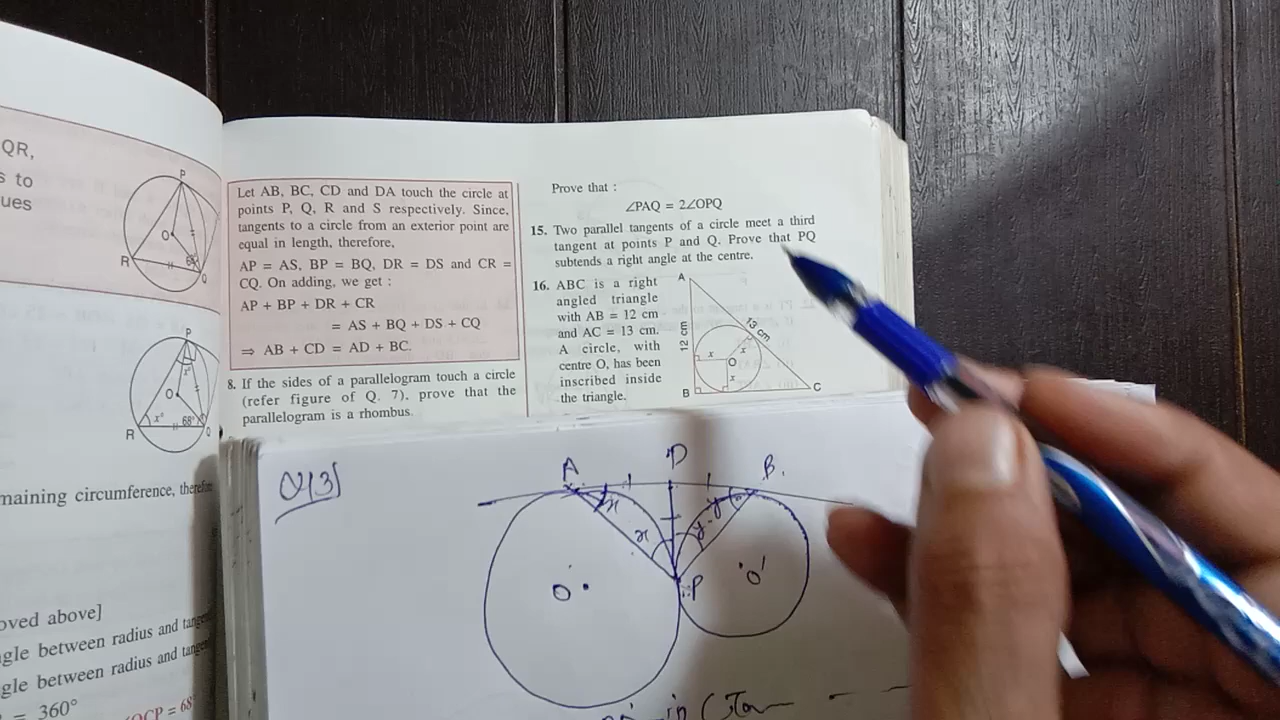 QR,
s to
ues
P
O
R
Q
P
x°
O
x°
68°
R
Q
maining circumference, therefore
oved above]
gle between radius and tangent
gle between radius and tangent
= 360°
∠OCP = 68°
Let AB, BC, CD and DA touch the circle at
points P, Q, R and S respectively. Since,
tangents to a circle from an exterior point are
equal in length, therefore,
AP = AS, BP = BQ, DR = DS and CR =
CQ. On adding, we get :
AP + BP + DR + CR
= AS + BQ + DS + CQ
⇒ AB + CD = AD + BC.
8. If the sides of a parallelogram touch a circle
(refer figure of Q. 7), prove that the
parallelogram is a rhombus.
Prove that :
∠PAQ = 2∠OPQ
15. Two parallel tangents of a circle meet a third
tangent at points P and Q. Prove that PQ
subtends a right angle at the centre.
16. ABC is a right
angled triangle
with AB = 12 cm
and AC = 13 cm.
A circle, with
centre O, has been
inscribed inside
the triangle.
A
12 cm
13 cm
x
x
O
x
B
C
Q13]
A
D
B.
x
x
y
y
P
O
O'
in